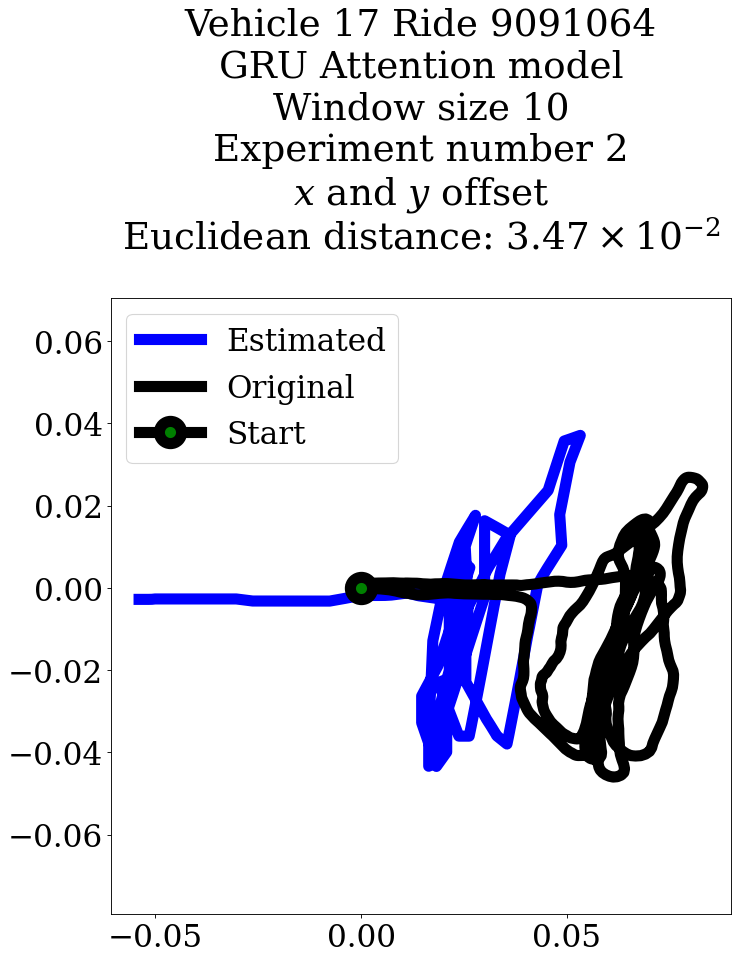 Vehicle 17 Ride 9091064
GRU Attention model
Window size 10
Experiment number 2
x and y offset
Euclidean distance: 3.47 × 10⁻²
Estimated
Original
Start
0.06
0.04
0.02
0.00
−0.02
−0.04
−0.06
−0.05 0.00 0.05